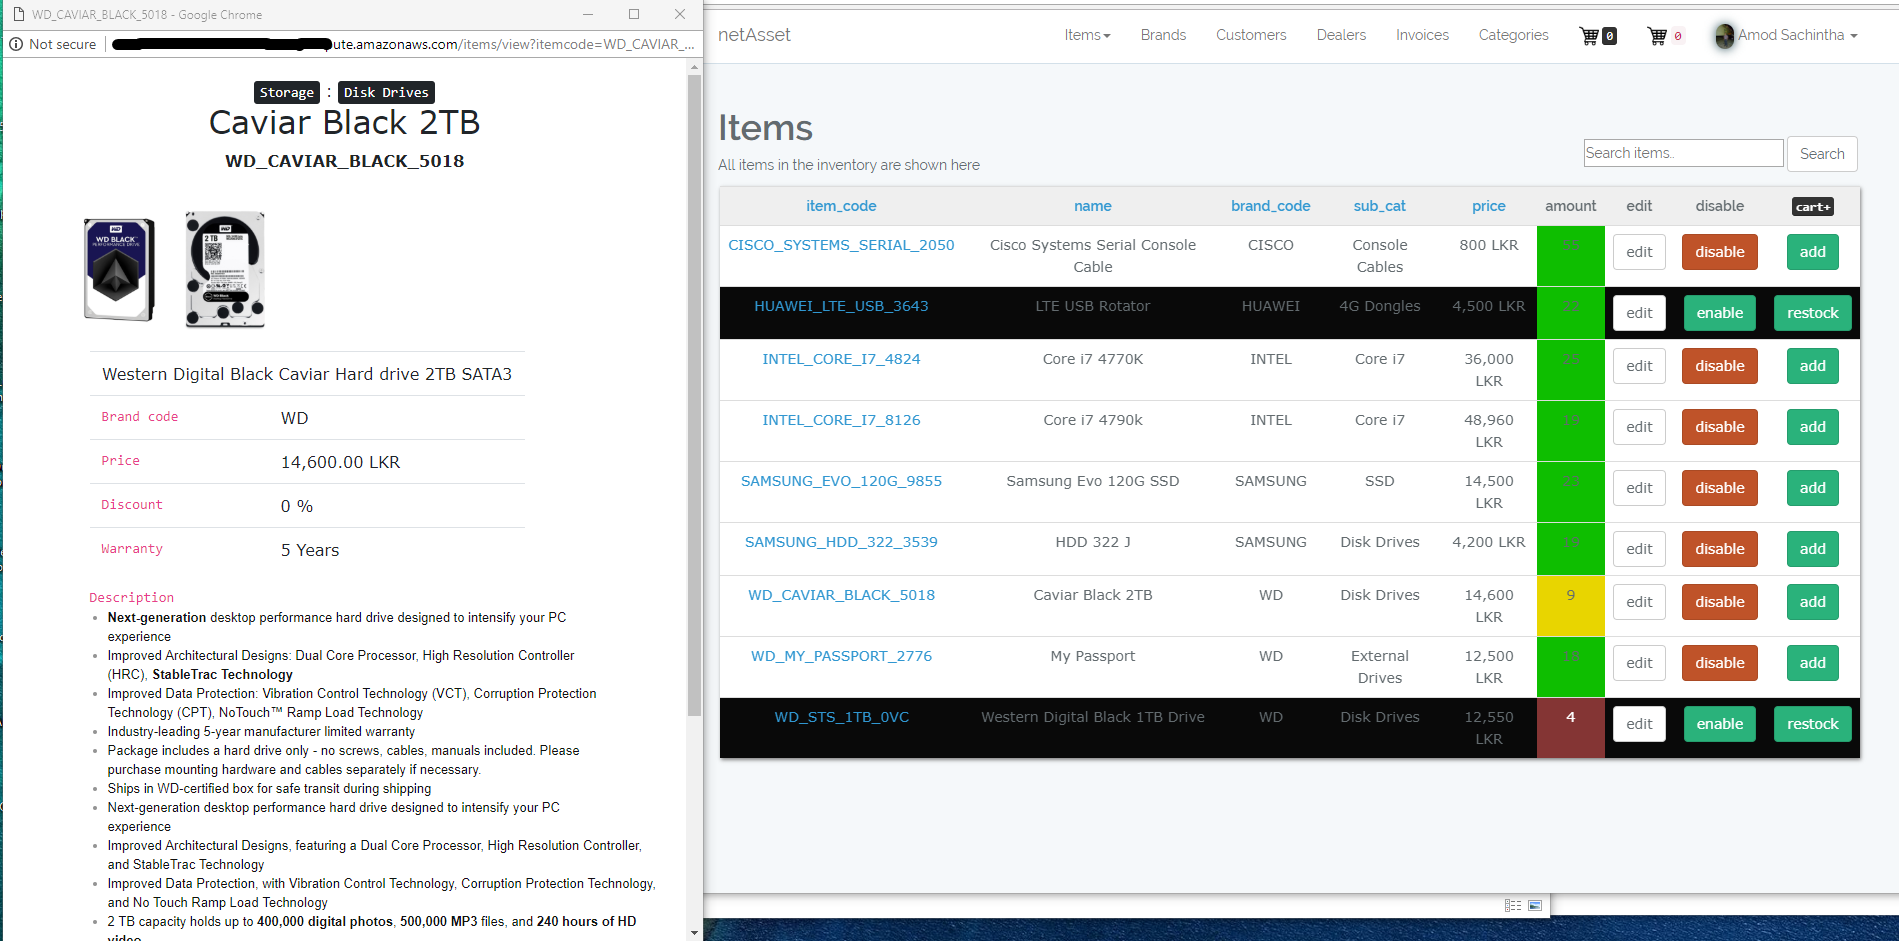 WD_CAVIAR_BLACK_5018 - Google Chrome
Not secure
pute.amazonaws.com/items/view?itemcode=WD_CAVIAR_...
Storage : Disk Drives
Caviar Black 2TB
WD_CAVIAR_BLACK_5018
WD
WD BLACK
2 TB
Western Digital Black Caviar Hard drive 2TB SATA3
Brand code WD
Price 14,600.00 LKR
Discount 0 %
Warranty 5 Years
Description
Next-generation desktop performance hard drive designed to intensify your PC
experience
Improved Architectural Designs: Dual Core Processor, High Resolution Controller
(HRC), StableTrac Technology
Improved Data Protection: Vibration Control Technology (VCT), Corruption Protection
Technology (CPT), NoTouch™ Ramp Load Technology
Industry-leading 5-year manufacturer limited warranty
Package includes a hard drive only - no screws, cables, manuals included. Please
purchase mounting hardware and cables separately if necessary.
Ships in WD-certified box for safe transit during shipping
Next-generation desktop performance hard drive designed to intensify your PC
experience
Improved Architectural Designs, featuring a Dual Core Processor, High Resolution Controller,
and StableTrac Technology
Improved Data Protection, with Vibration Control Technology, Corruption Protection Technology,
and No Touch Ramp Load Technology
2 TB capacity holds up to 400,000 digital photos, 500,000 MP3 files, and 240 hours of HD
video
netAsset Items Brands Customers Dealers Invoices Categories 0 0 Amod Sachintha
Items
All items in the inventory are shown here
Search items.. Search
item_code name brand_code sub_cat price amount edit disable cart+
CISCO_SYSTEMS_SERIAL_2050 Cisco Systems Serial Console CISCO Console 800 LKR 55 edit disable add
Cable Cables
HUAWEI_LTE_USB_3643 LTE USB Rotator HUAWEI 4G Dongles 4,500 LKR 22 edit enable restock
INTEL_CORE_I7_4824 Core i7 4770K INTEL Core i7 36,000 edit disable add
LKR
INTEL_CORE_I7_8126 Core i7 4790k INTEL Core i7 48,960 edit disable add
LKR
SAMSUNG_EVO_120G_9855 Samsung Evo 120G SSD SAMSUNG SSD 14,500 edit disable add
LKR
SAMSUNG_HDD_322_3539 HDD 322 J SAMSUNG Disk Drives 4,200 LKR 19 edit disable add
WD_CAVIAR_BLACK_5018 Caviar Black 2TB WD Disk Drives 14,600 9 edit disable add
LKR
WD_MY_PASSPORT_2776 My Passport WD External 12,500 18 edit disable add
Drives LKR
WD_STS_1TB_0VC Western Digital Black 1TB Drive WD Disk Drives 12,550 4 edit enable restock
LKR